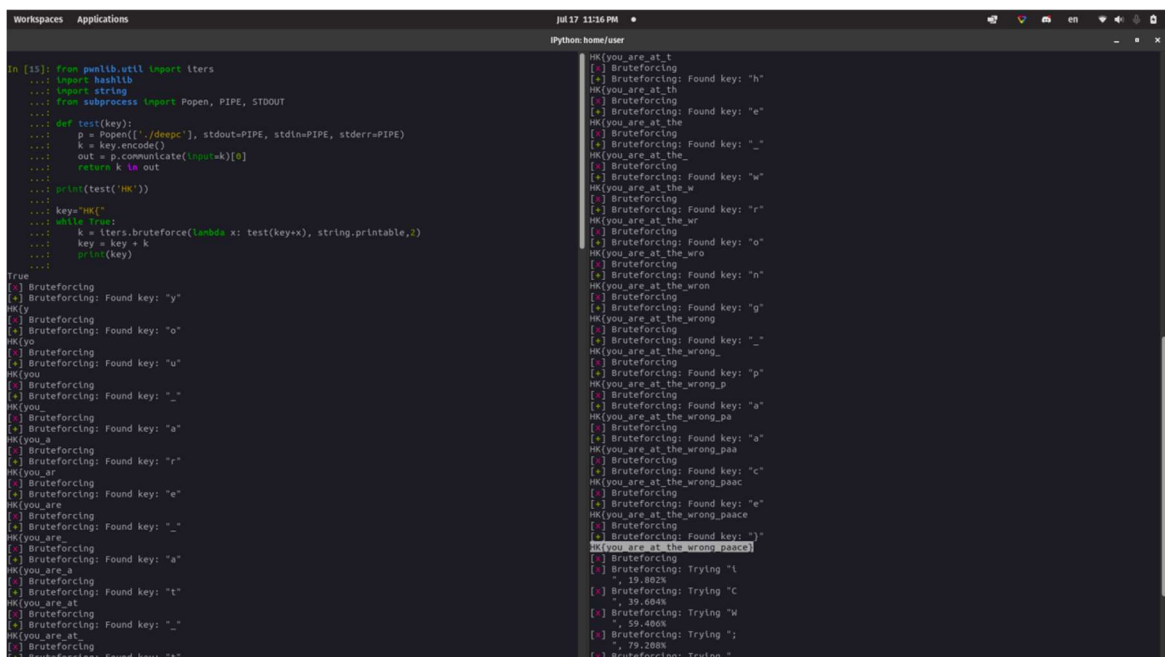 Workspaces Applications
Jul 17 11:16 PM
en
IPython: home/user
In [15]: from pwnlib.util import iters
...: import hashlib
...: import string
...: from subprocess import Popen, PIPE, STDOUT
...:
...: def test(key):
...: p = Popen(['./deepc'], stdout=PIPE, stdin=PIPE, stderr=PIPE)
...: k = key.encode()
...: out = p.communicate(input=k)[0]
...: return k in out
...:
...: print(test('HK'))
...:
...: key="HK{"
...: while True:
...: k = iters.bruteforce(lambda x: test(key+x), string.printable,2)
...: key = key + k
...: print(key)
...:
True
[x] Bruteforcing
[+] Bruteforcing: Found key: "y"
HK{y
[x] Bruteforcing
[+] Bruteforcing: Found key: "o"
HK{yo
[x] Bruteforcing
[+] Bruteforcing: Found key: "u"
HK{you
[x] Bruteforcing
[+] Bruteforcing: Found key: "_"
HK{you_
[x] Bruteforcing
[+] Bruteforcing: Found key: "a"
HK{you_a
[x] Bruteforcing
[+] Bruteforcing: Found key: "r"
HK{you_ar
[x] Bruteforcing
[+] Bruteforcing: Found key: "e"
HK{you_are
[x] Bruteforcing
[+] Bruteforcing: Found key: "_"
HK{you_are_
[x] Bruteforcing
[+] Bruteforcing: Found key: "a"
HK{you_are_a
[x] Bruteforcing
[+] Bruteforcing: Found key: "t"
HK{you_are_at
[x] Bruteforcing
[+] Bruteforcing: Found key: "_"
HK{you_are_at_
[x] Bruteforcing
[+] Bruteforcing: Found key: "t"
HK{you_are_at_t
[x] Bruteforcing
[+] Bruteforcing: Found key: "h"
HK{you_are_at_th
[x] Bruteforcing
[+] Bruteforcing: Found key: "e"
HK{you_are_at_the
[x] Bruteforcing
[+] Bruteforcing: Found key: "_"
HK{you_are_at_the_
[x] Bruteforcing
[+] Bruteforcing: Found key: "w"
HK{you_are_at_the_w
[x] Bruteforcing
[+] Bruteforcing: Found key: "r"
HK{you_are_at_the_wr
[x] Bruteforcing
[+] Bruteforcing: Found key: "o"
HK{you_are_at_the_wro
[x] Bruteforcing
[+] Bruteforcing: Found key: "n"
HK{you_are_at_the_wron
[x] Bruteforcing
[+] Bruteforcing: Found key: "g"
HK{you_are_at_the_wrong
[x] Bruteforcing
[+] Bruteforcing: Found key: "_"
HK{you_are_at_the_wrong_
[x] Bruteforcing
[+] Bruteforcing: Found key: "p"
HK{you_are_at_the_wrong_p
[x] Bruteforcing
[+] Bruteforcing: Found key: "a"
HK{you_are_at_the_wrong_pa
[x] Bruteforcing
[+] Bruteforcing: Found key: "a"
HK{you_are_at_the_wrong_paa
[x] Bruteforcing
[+] Bruteforcing: Found key: "c"
HK{you_are_at_the_wrong_paac
[x] Bruteforcing
[+] Bruteforcing: Found key: "e"
HK{you_are_at_the_wrong_paace
[x] Bruteforcing
[+] Bruteforcing: Found key: "}"
HK{you_are_at_the_wrong_paace}
[x] Bruteforcing
[x] Bruteforcing: Trying "i
", 19.802%
[x] Bruteforcing: Trying "C
", 39.604%
[x] Bruteforcing: Trying "W
", 59.406%
[x] Bruteforcing: Trying ";
", 79.208%
[x] Bruteforcing: Trying "